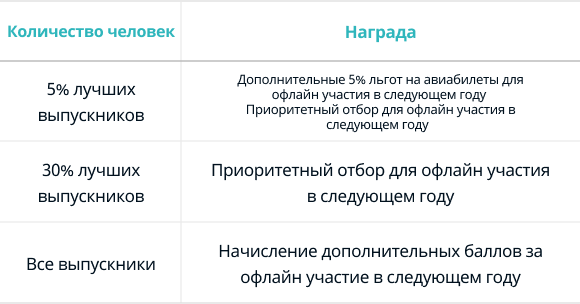 Количество человек
Награда
5% лучших
выпускников
Дополнительные 5% льгот на авиабилеты для
офлайн участия в следующем году
Приоритетный отбор для офлайн участия в
следующем году
30% лучших
выпускников
Приоритетный отбор для офлайн участия
в следующем году
Все выпускники
Начисление дополнительных баллов за
офлайн участие в следующем году